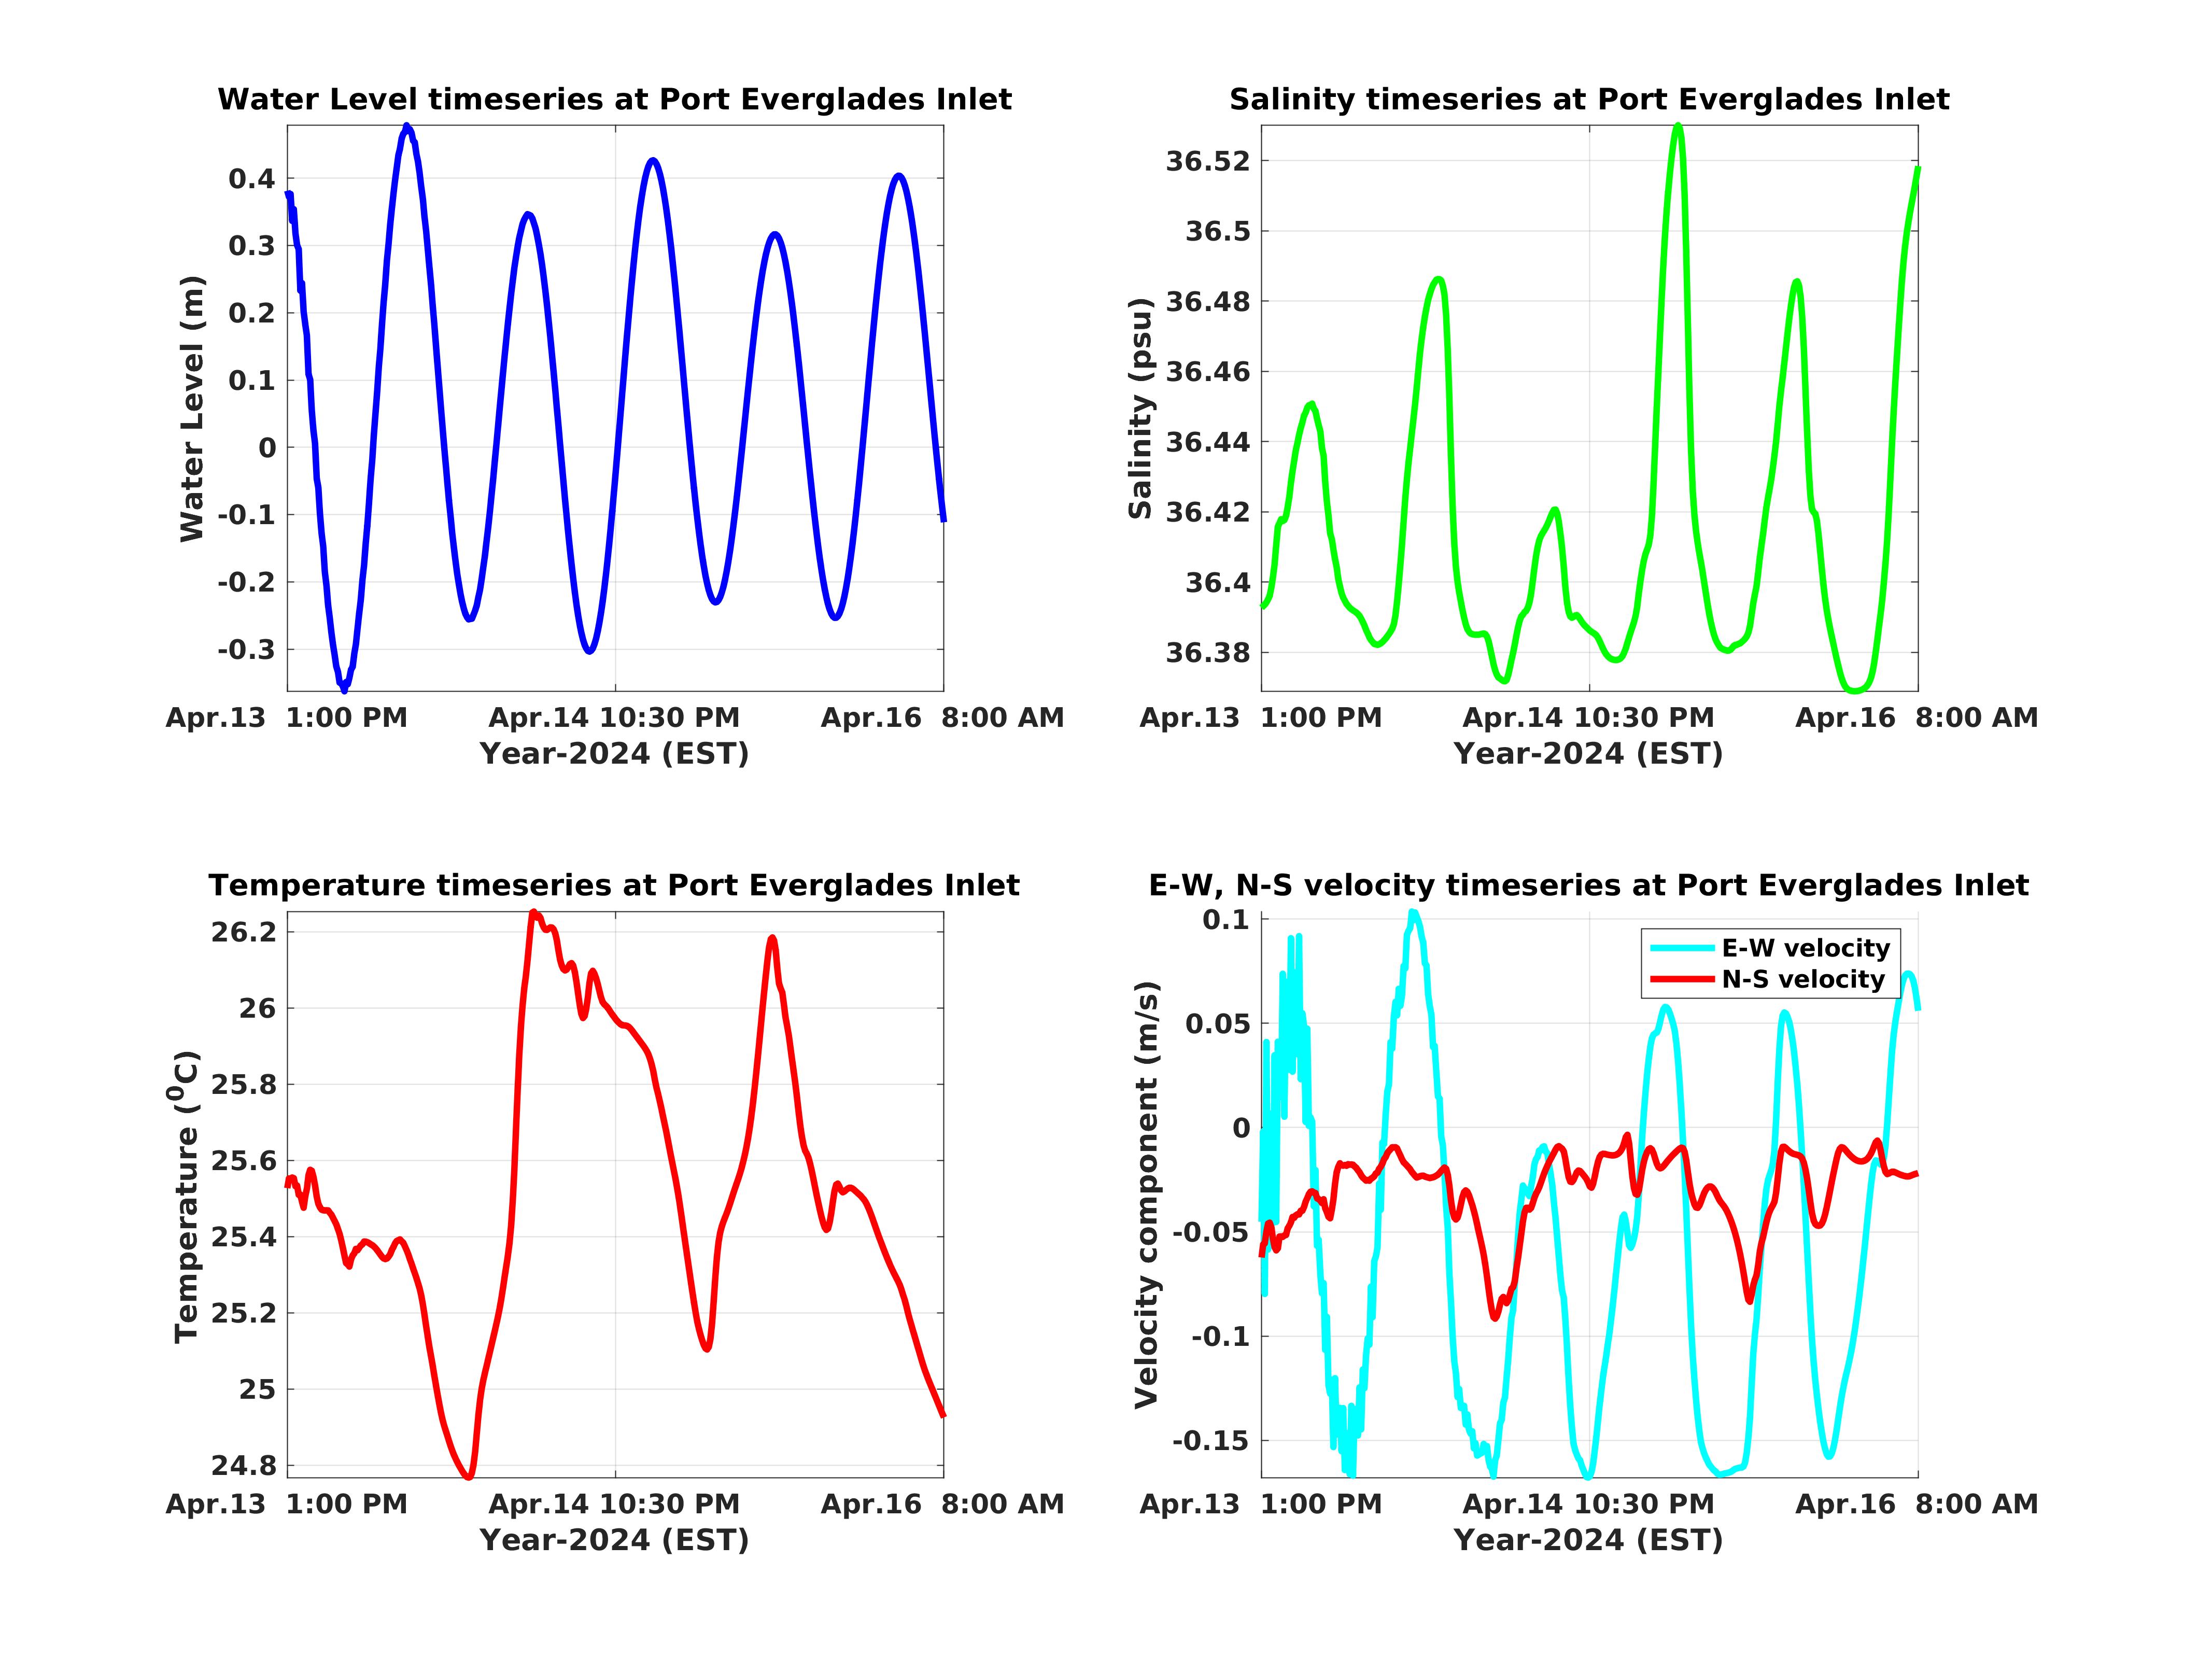 Water Level timeseries at Port Everglades Inlet
Water Level (m)
0.4
0.3
0.2
0.1
0
-0.1
-0.2
-0.3
Apr.13 1:00 PM Apr.14 10:30 PM Apr.16 8:00 AM
Year-2024 (EST)
Salinity timeseries at Port Everglades Inlet
Salinity (psu)
36.52
36.5
36.48
36.46
36.44
36.42
36.4
36.38
Apr.13 1:00 PM Apr.14 10:30 PM Apr.16 8:00 AM
Year-2024 (EST)
Temperature timeseries at Port Everglades Inlet
Temperature (⁰C)
26.2
26
25.8
25.6
25.4
25.2
25
24.8
Apr.13 1:00 PM Apr.14 10:30 PM Apr.16 8:00 AM
Year-2024 (EST)
E-W, N-S velocity timeseries at Port Everglades Inlet
Velocity component (m/s)
0.1
0.05
0
-0.05
-0.1
-0.15
E-W velocity
N-S velocity
Apr.13 1:00 PM Apr.14 10:30 PM Apr.16 8:00 AM
Year-2024 (EST)